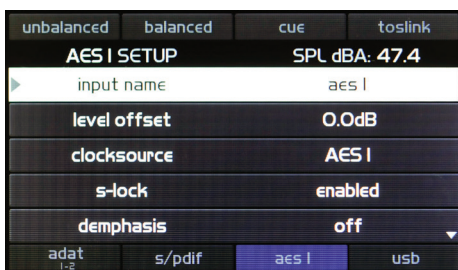 unbalanced balanced cue toslink
AES I SETUP SPL dBA: 47.4
input name aes I
level offset 0.0dB
clocksource AES I
s-lock enabled
demphasis off
adat s/pdif aes I usb
1-2